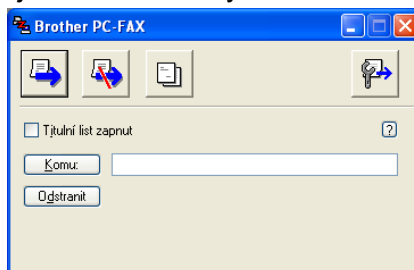 Brother PC-FAX
Titulní list zapnut
?
Komu:
Odstranit